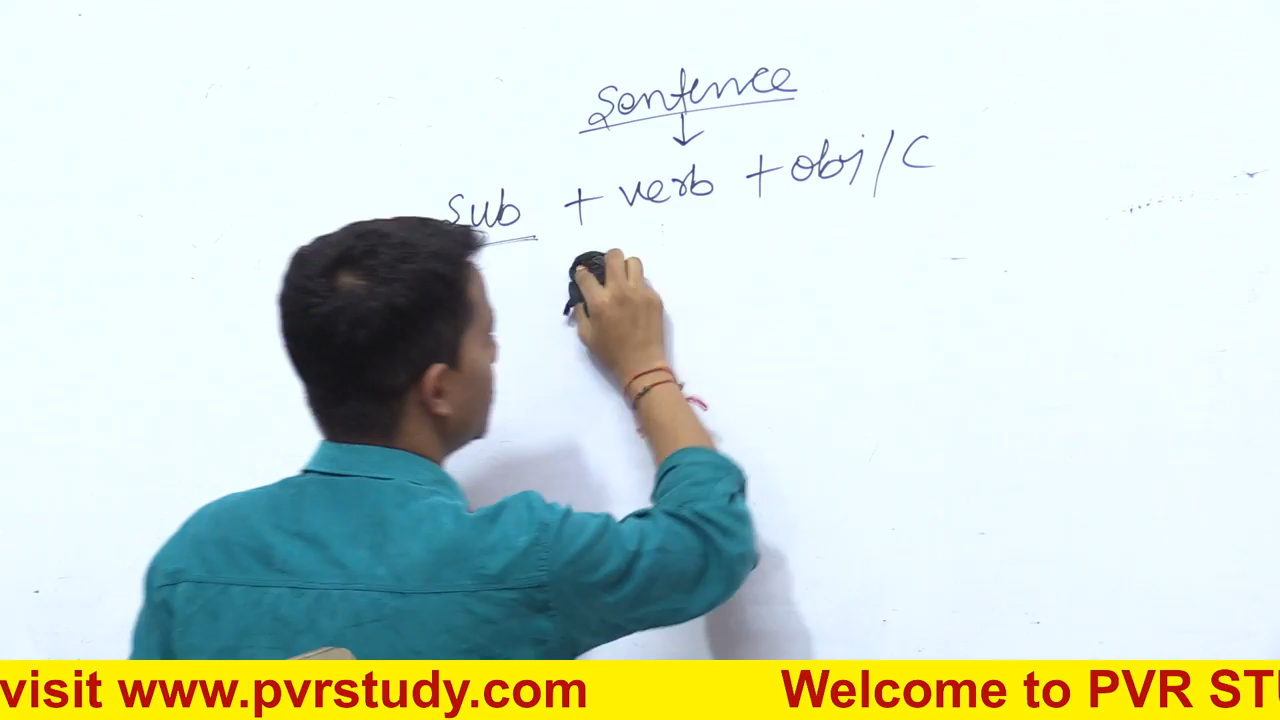 Sentence
↓
Sub + verb + obj/C
visit www.pvrstudy.com Welcome to PVR ST